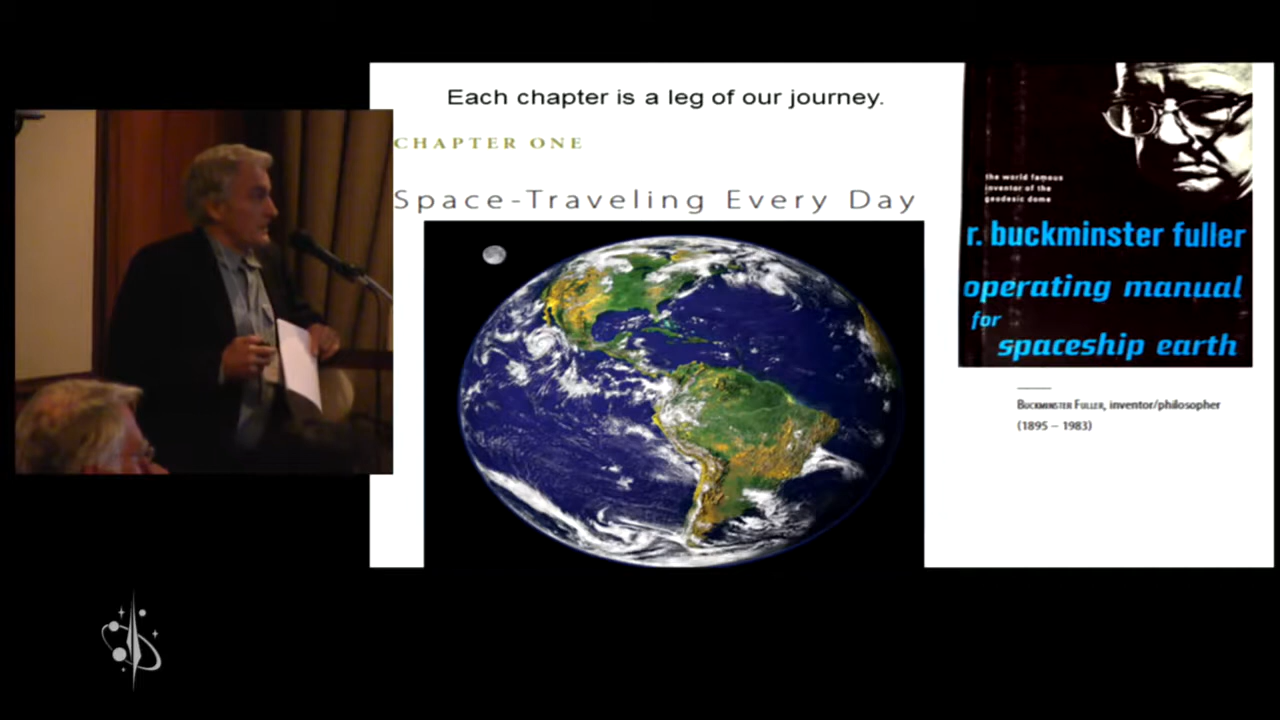 Each chapter is a leg of our journey.
CHAPTER ONE
Space-Traveling Every Day
the world famous
inventor of the
geodesic dome
r. buckminster fuller
operating manual
for
spaceship earth
BUCKMINSTER FULLER, inventor/philosopher
(1895 – 1983)